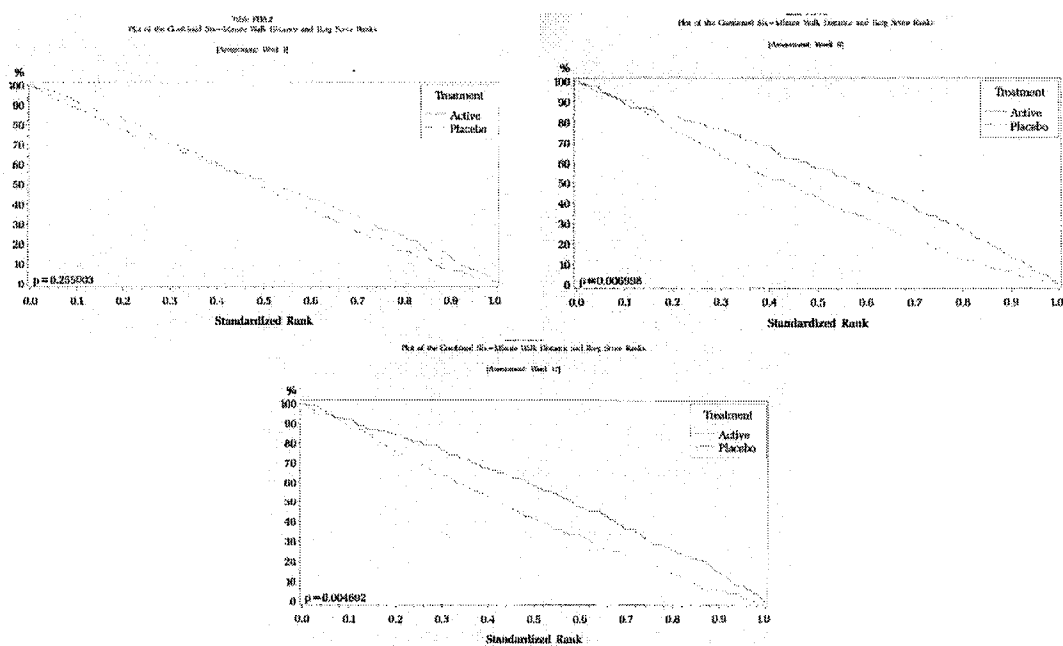 Plot of the Combined Six-Minute Walk Distance and Borg Score Ranks
%
100
90
80
70
60
50
40
30
20
10
0
Treatment
Active
Placebo
p=0.255903
0.0 0.1 0.2 0.3 0.4 0.5 0.6 0.7 0.8 0.9 1.0
Standardized Rank
Plot of the Combined Six-Minute Walk Distance and Borg Score Ranks
%
100
90
80
70
60
50
40
30
20
10
0
Treatment
Active
Placebo
p=0.006998
0.0 0.1 0.2 0.3 0.4 0.5 0.6 0.7 0.8 0.9 1.0
Standardized Rank
Plot of the Combined Six-Minute Walk Distance and Borg Score Ranks
%
100
90
80
70
60
50
40
30
20
10
0
Treatment
Active
Placebo
p=0.004692
0.0 0.1 0.2 0.3 0.4 0.5 0.6 0.7 0.8 0.9 1.0
Standardized Rank